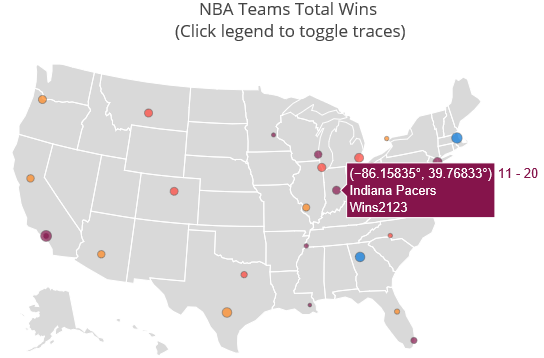 NBA Teams Total Wins
(Click legend to toggle traces)
(−86.15835°, 39.76833°) 11 - 20
Indiana Pacers
Wins2123